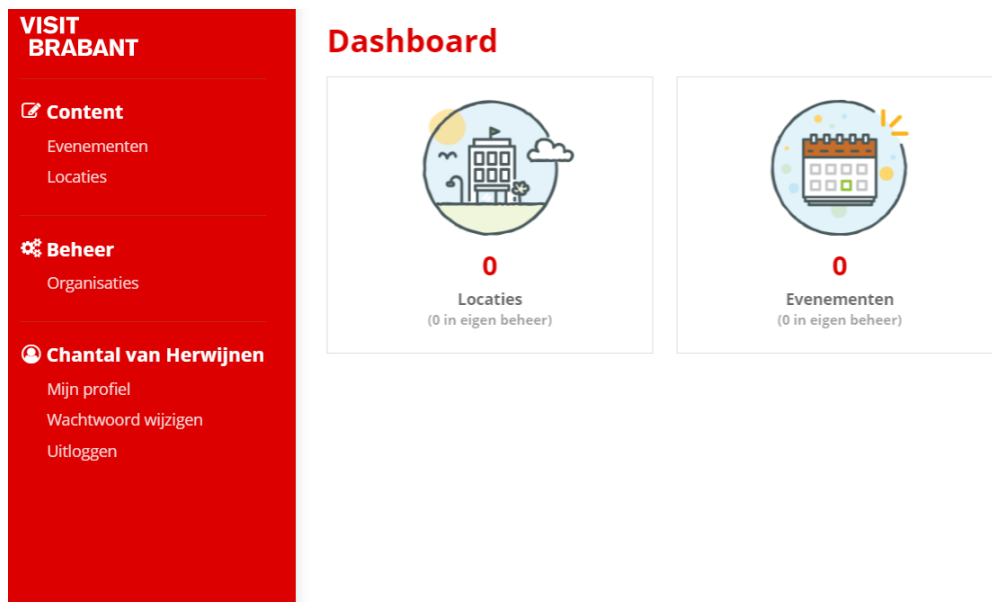 VISIT
BRABANT
Content
Evenementen
Locaties
Beheer
Organisaties
Chantal van Herwijnen
Mijn profiel
Wachtwoord wijzigen
Uitloggen
Dashboard
0
Locaties
(0 in eigen beheer)
0
Evenementen
(0 in eigen beheer)